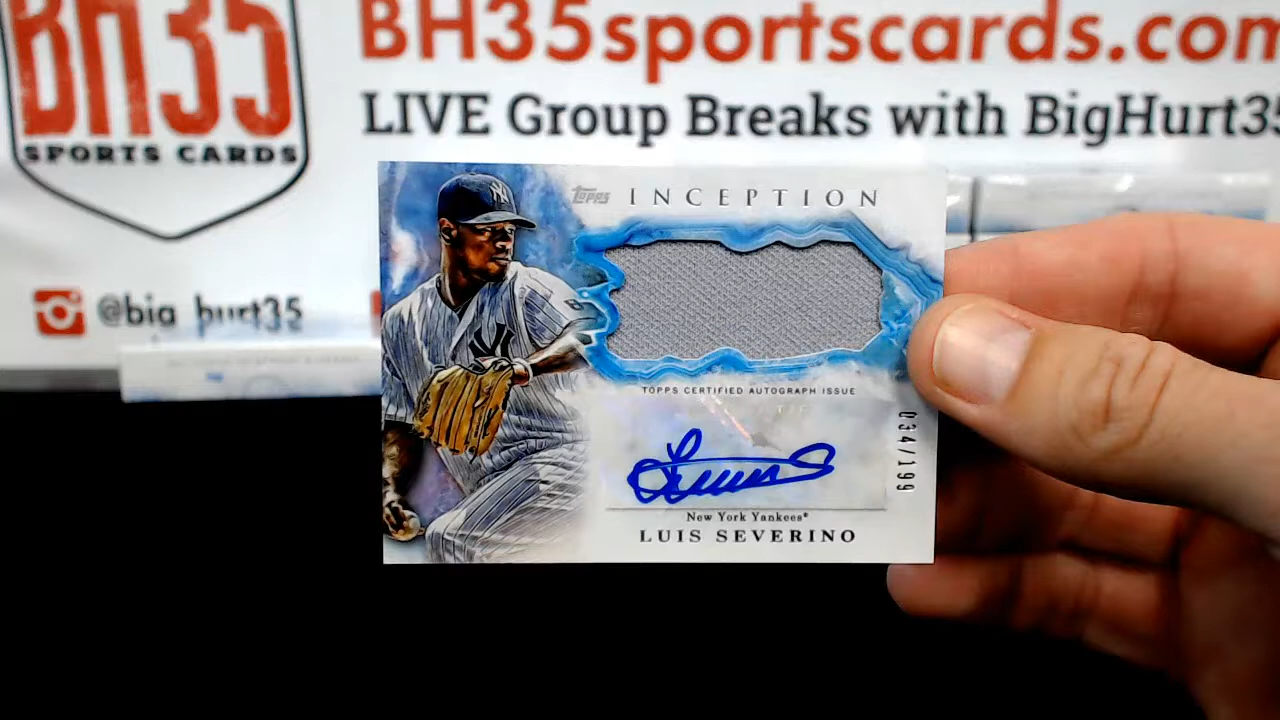 BH35
SPORTS CARDS
BH35sportscards.com
LIVE Group Breaks with BigHurt35
@big_hurt35
Topps INCEPTION
TOPPS CERTIFIED AUTOGRAPH ISSUE
034/199
New York Yankees®
LUIS SEVERINO